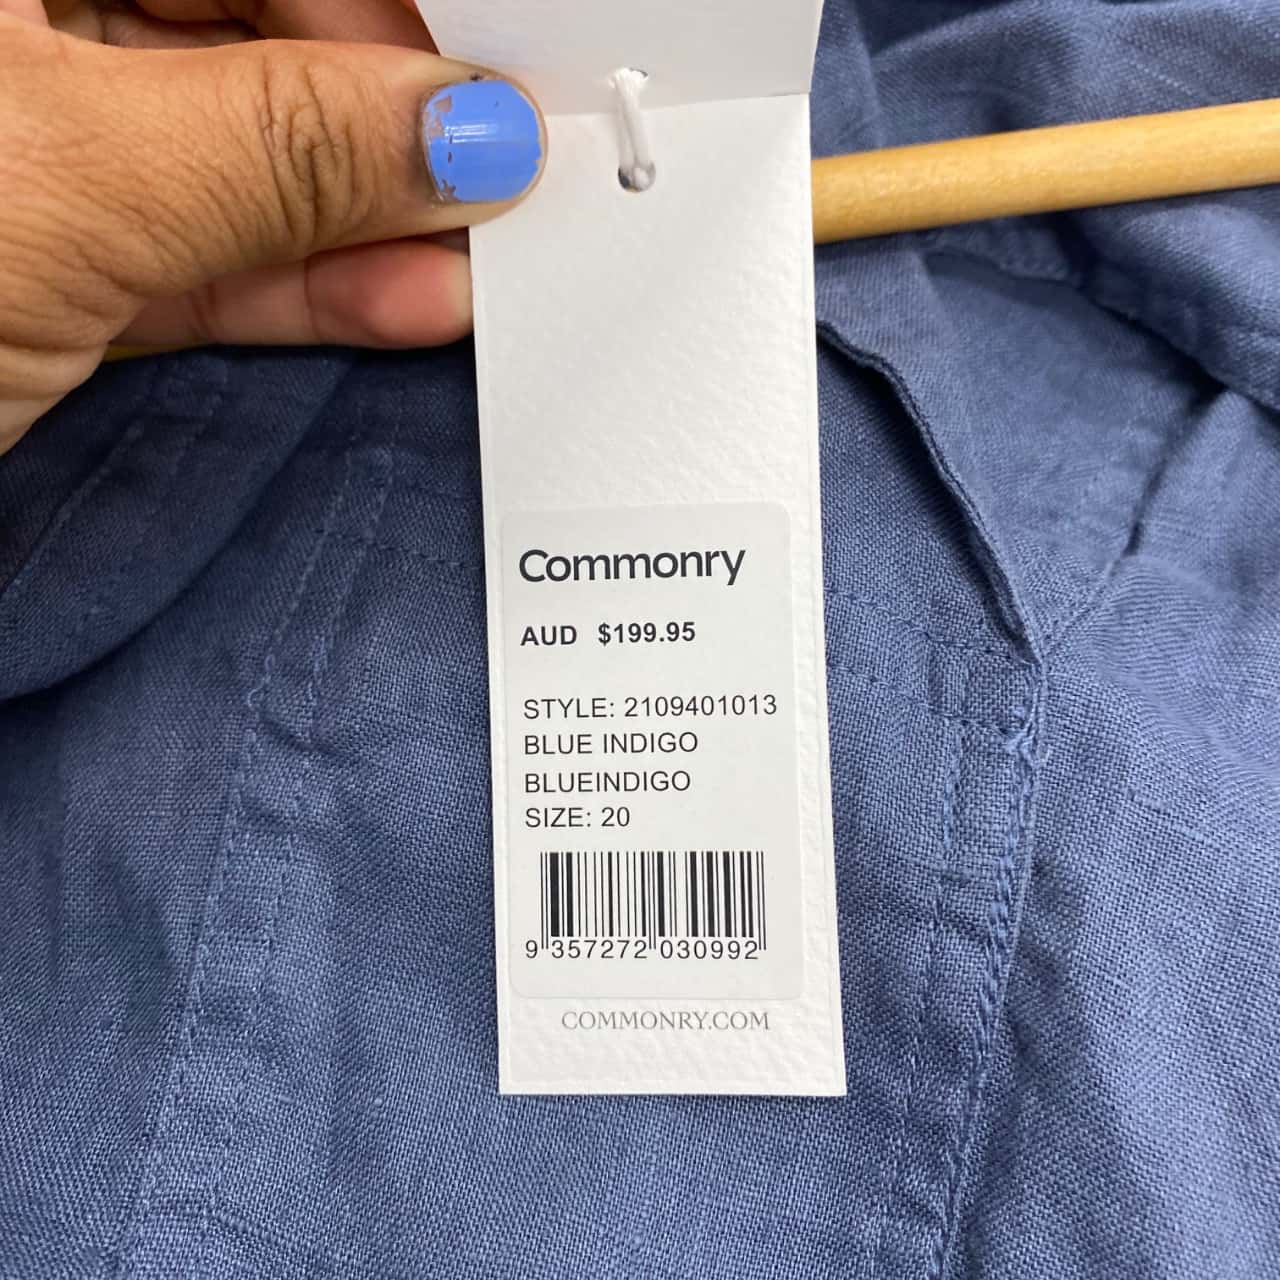 Commonry
AUD $199.95
STYLE: 2109401013
BLUE INDIGO
BLUEINDIGO
SIZE: 20
9 357272 030992
COMMONRY.COM